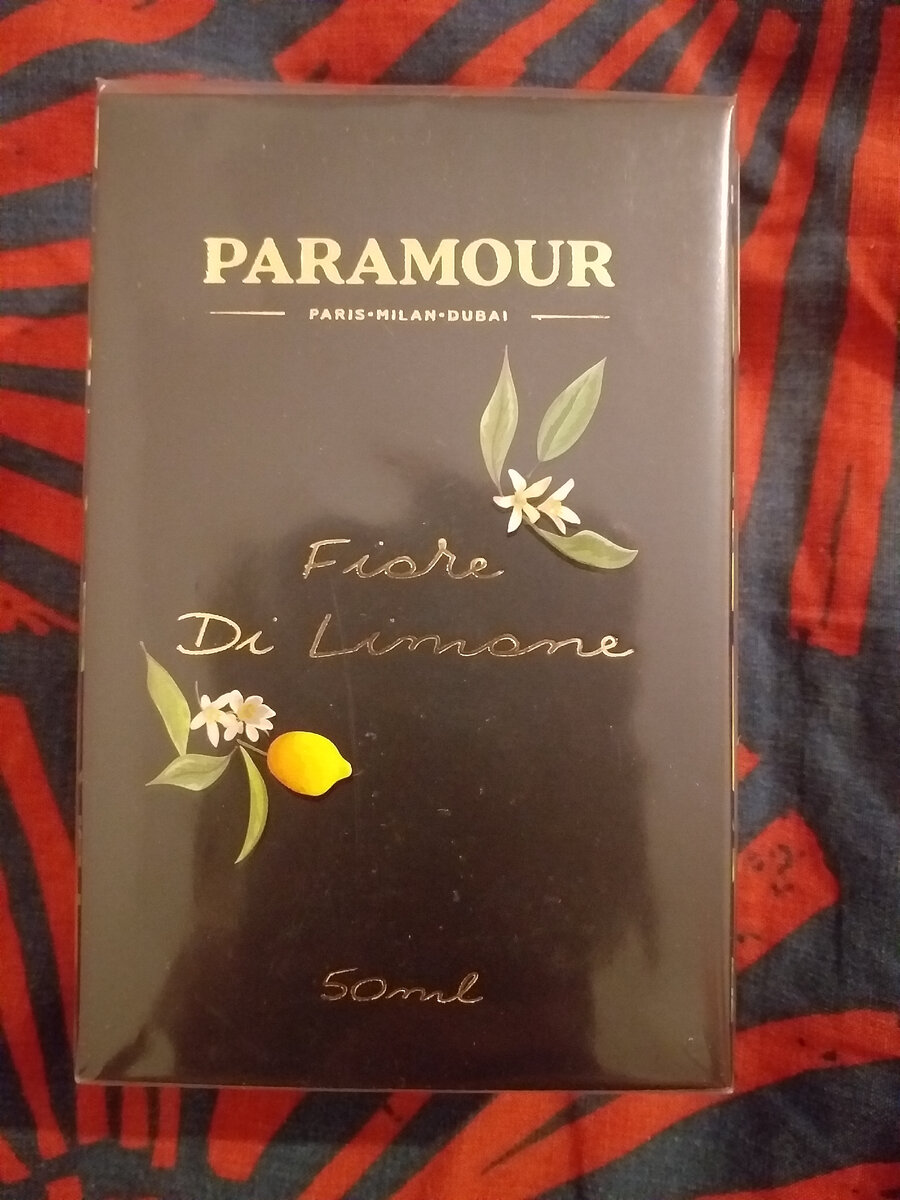 PARAMOUR
PARIS•MILAN•DUBAI
Fiore
Di Limone
50ml